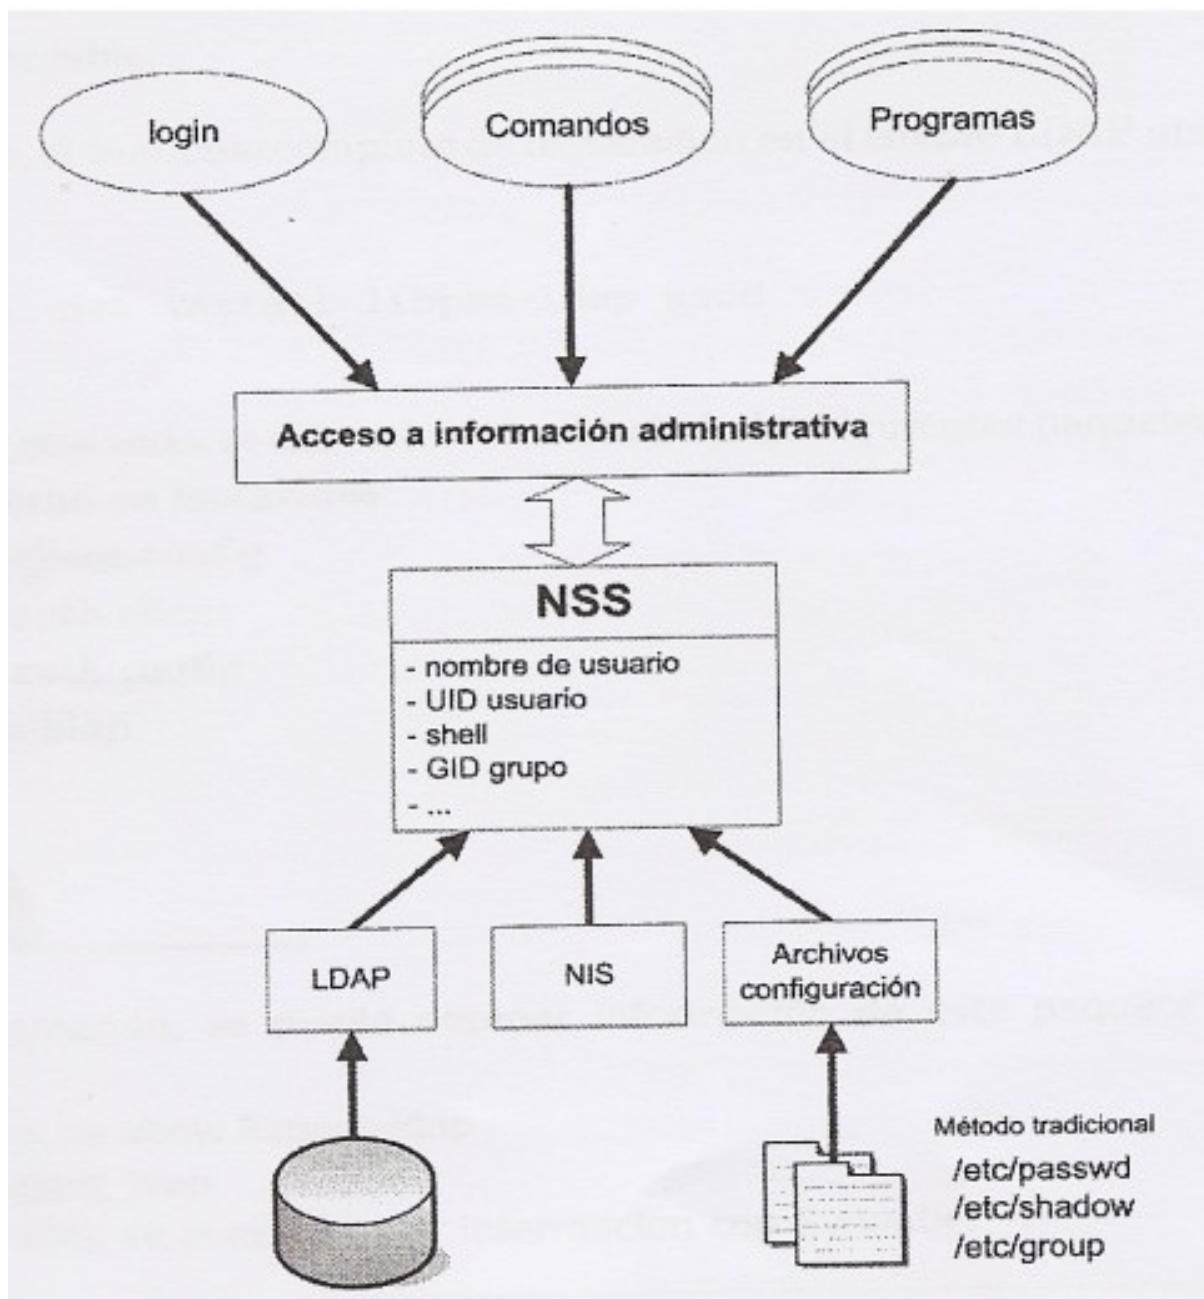 login
Comandos
Programas
Acceso a información administrativa
NSS
- nombre de usuario
- UID usuario
- shell
- GID grupo
- ...
LDAP
NIS
Archivos
configuración
Método tradicional
/etc/passwd
/etc/shadow
/etc/group